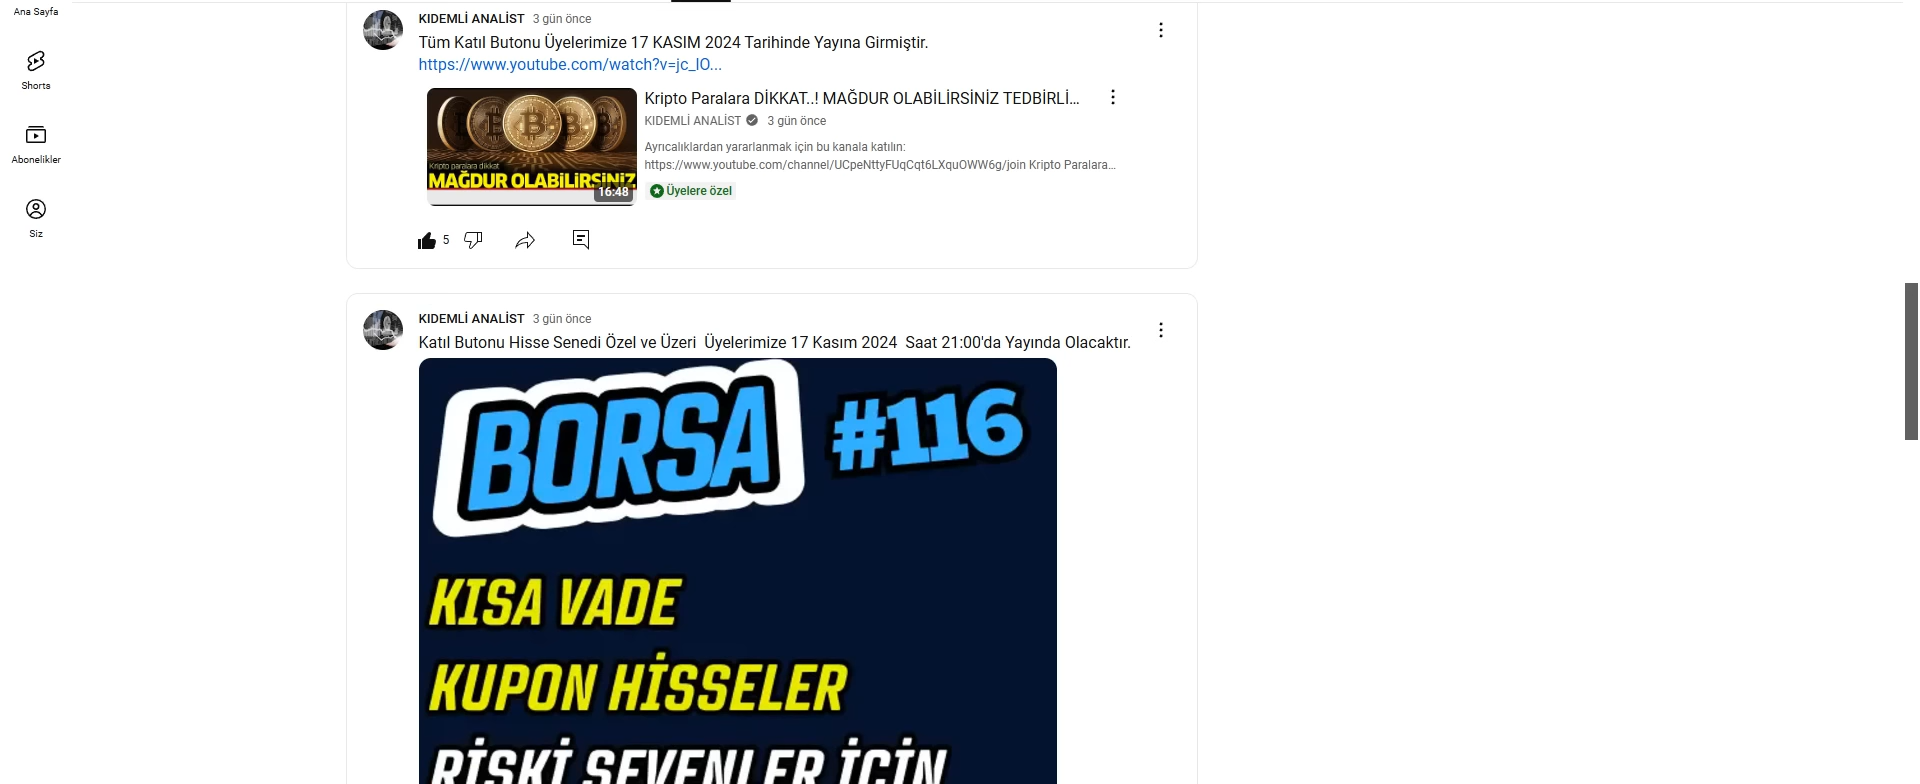 Ana Sayfa
Shorts
Abonelikler
Siz
KIDEMLİ ANALİST 3 gün önce
Tüm Katıl Butonu Üyelerimize 17 KASIM 2024 Tarihinde Yayına Girmiştir.
https://www.youtube.com/watch?v=jc_lO...
Kripto paralara dikkat
MAĞDUR OLABİLİRSİNİZ
16:48
Kripto Paralara DİKKAT..! MAĞDUR OLABİLİRSİNİZ TEDBİRLİ...
KIDEMLİ ANALİST 3 gün önce
Ayrıcalıklardan yararlanmak için bu kanala katılın:
https://www.youtube.com/channel/UCpeNttyFUqCqt6LXquOWW6g/join Kripto Paralara...
Üyelere özel
5
KIDEMLİ ANALİST 3 gün önce
Katıl Butonu Hisse Senedi Özel ve Üzeri  Üyelerimize 17 Kasım 2024  Saat 21:00'da Yayında Olacaktır.
BORSA #116
KISA VADE
KUPON HİSSELER
RİSKİ SEVENLER İÇİN